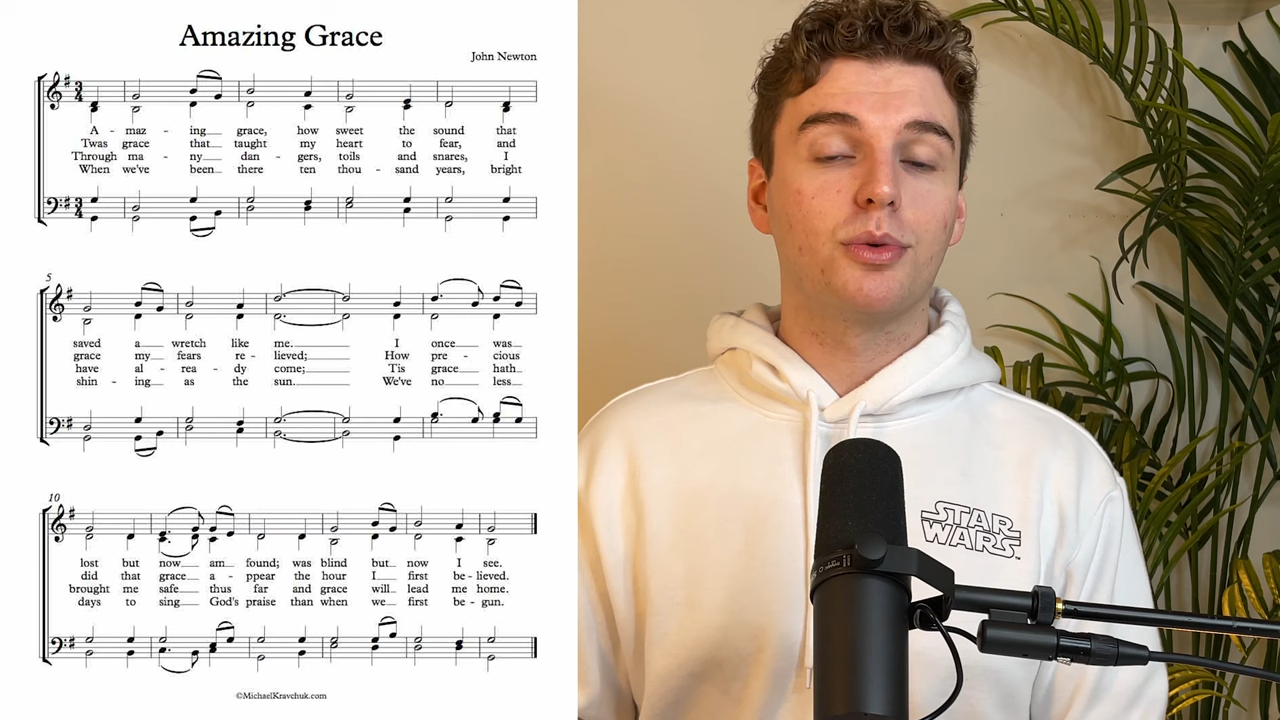 Amazing Grace
John Newton
A - maz - ing grace, how sweet the sound that
Twas grace that taught my heart to fear, and
Through ma - ny dan - gers, toils and snares, I
When we've been there ten thou - sand years, bright
5
saved a wretch like me. I once was
grace my fears re - lieved; How pre - cious
have al - rea - dy come; Tis grace hath
shin - ing as the sun. We've no less
10
lost but now am found; was blind but now I see.
did that grace a - ppear the hour I first be - lieved.
brought me safe thus far and grace will lead me home.
days to sing God's praise than when we first be - gun.
©MichaelKravchuk.com
STAR
WARS